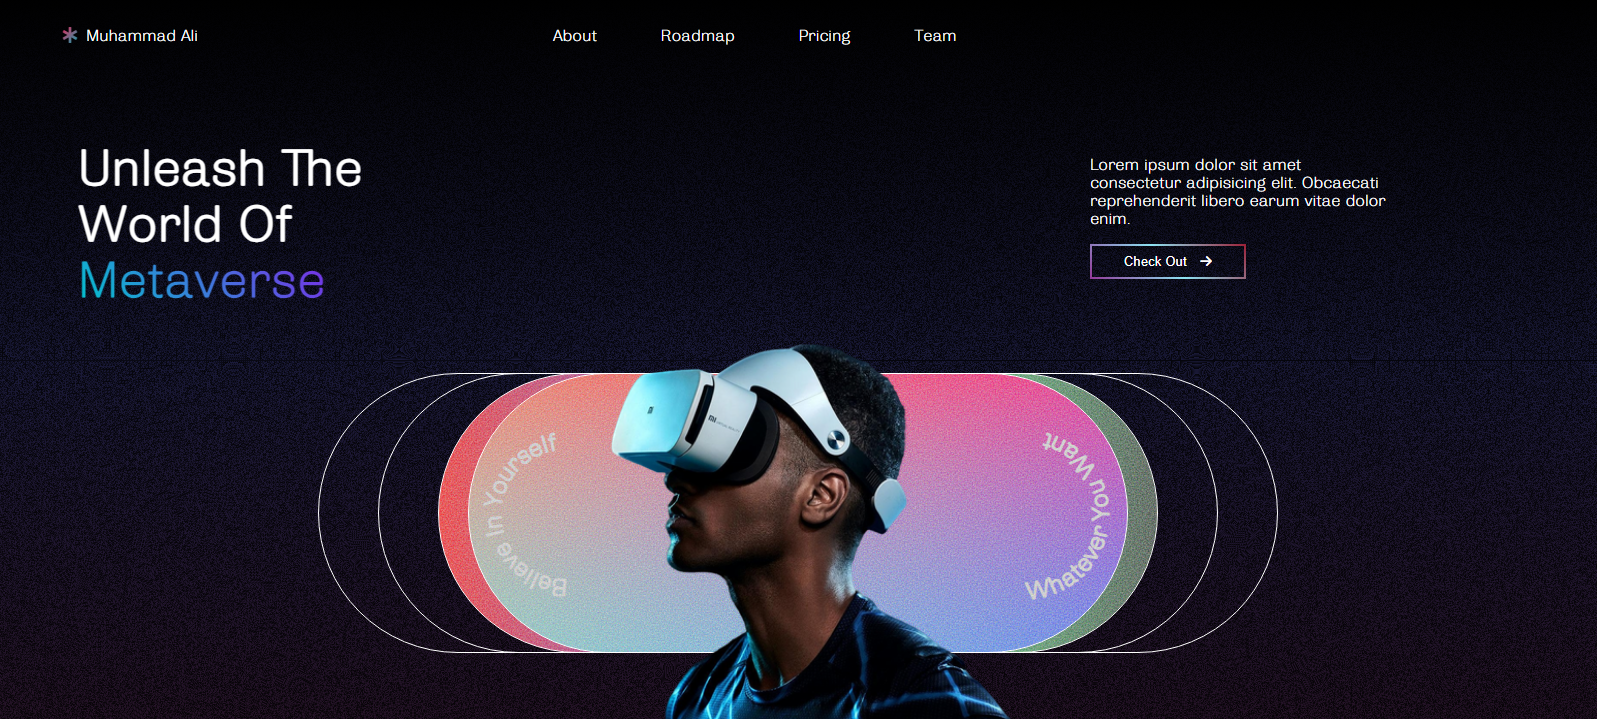 Muhammad Ali
About
Roadmap
Pricing
Team
Unleash The
World Of
Metaverse
Lorem ipsum dolor sit amet
consectetur adipisicing elit. Obcaecati
reprehenderit libero earum vitae dolor
enim.
Check Out
Believe In Yourself
Whatever You Want
mi